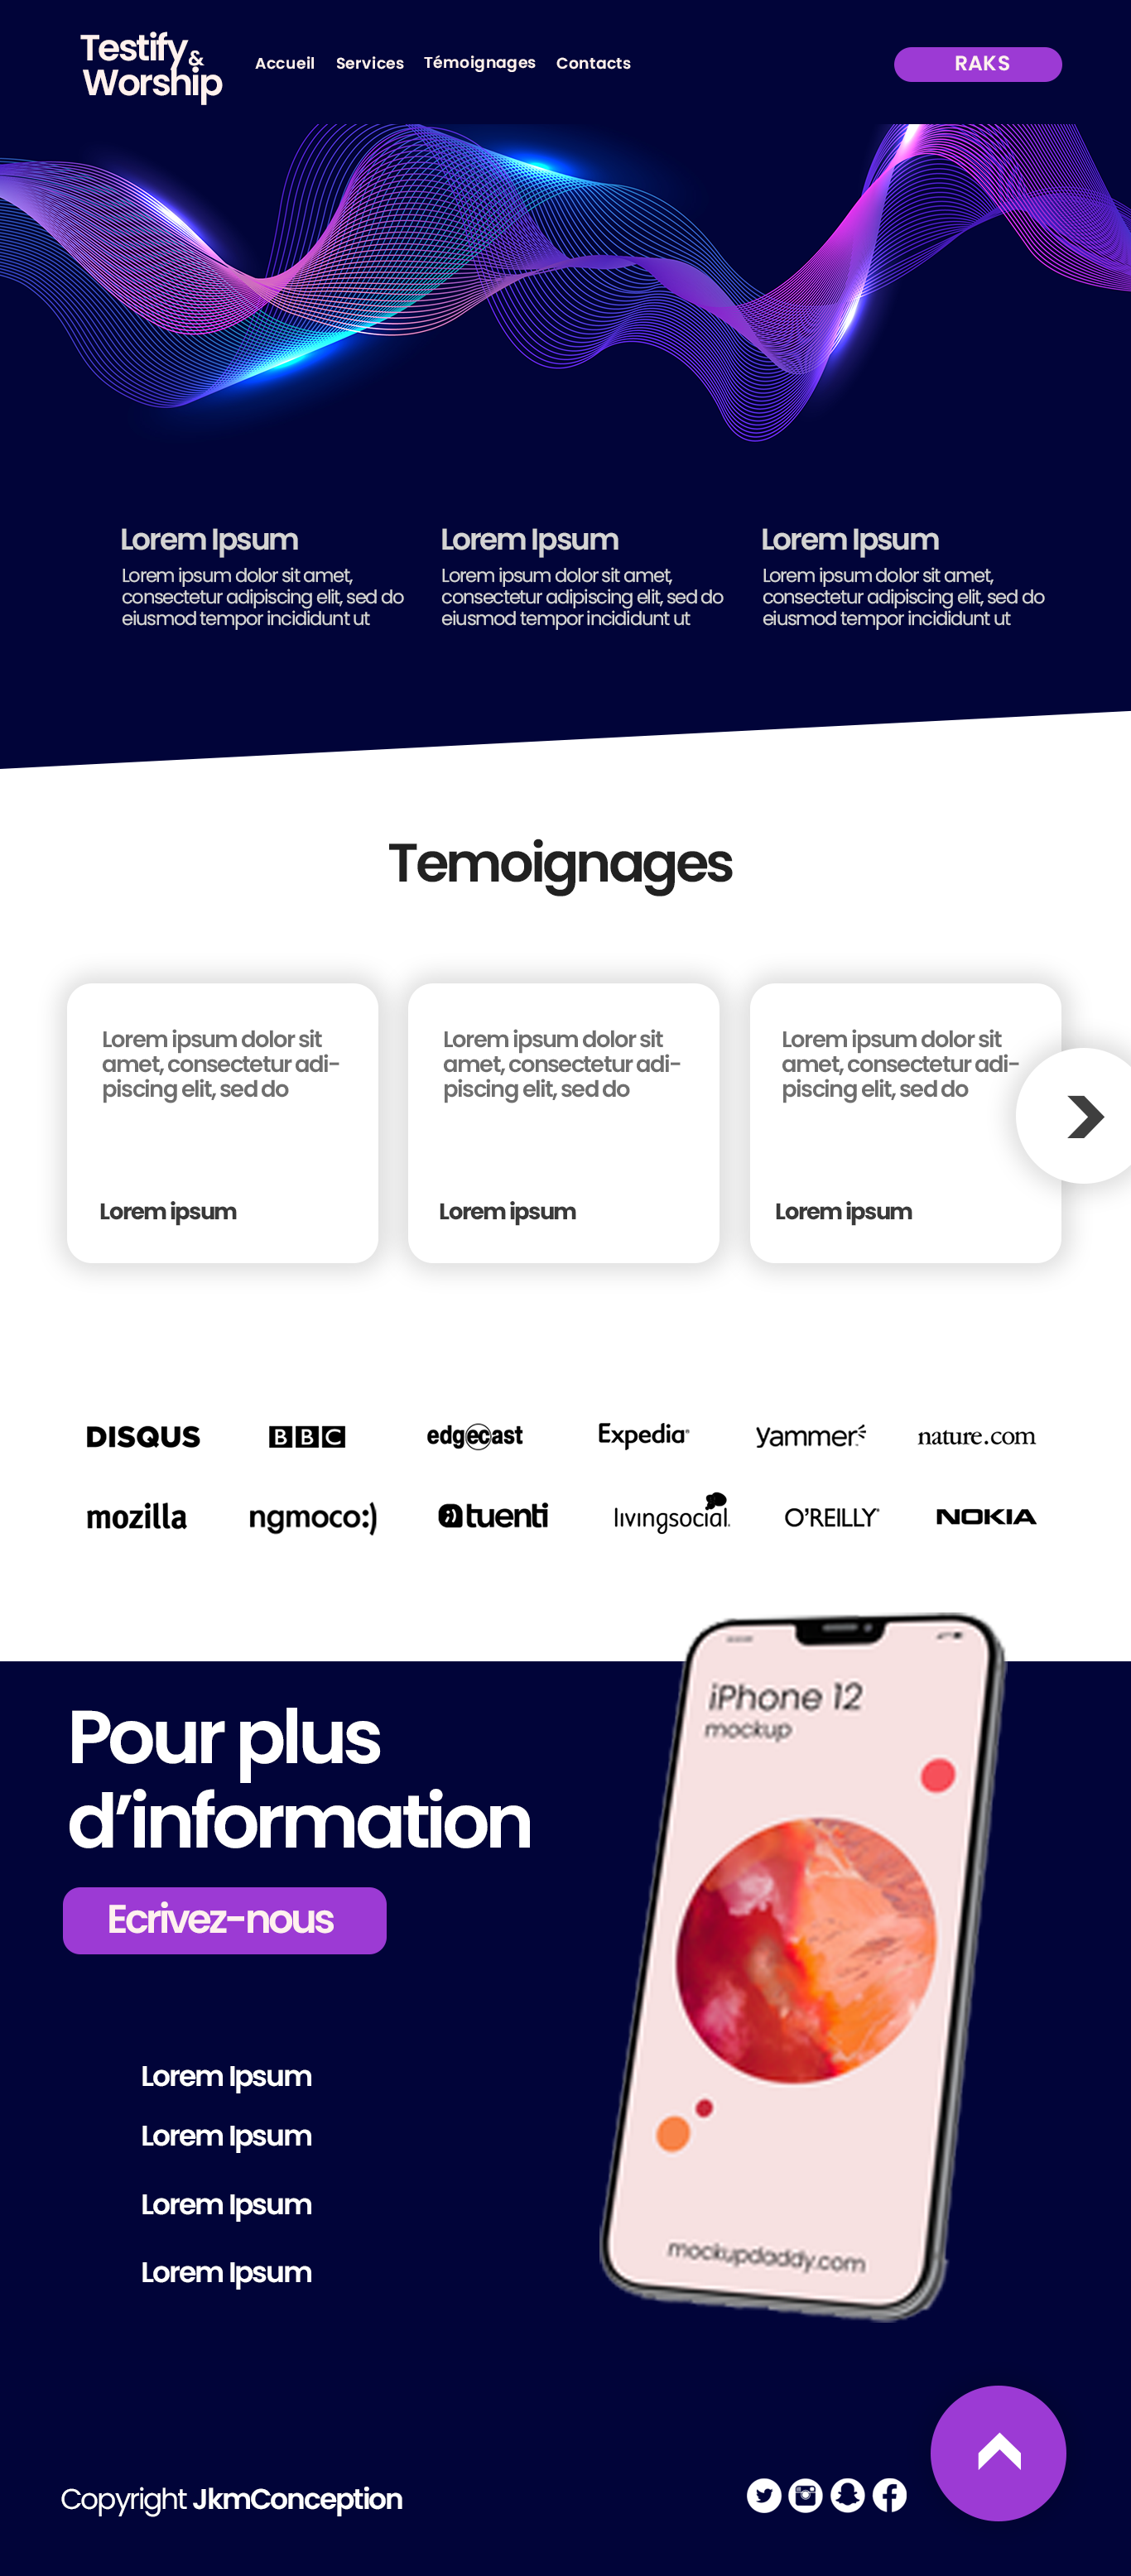 Testify &
Worship
Accueil Services Témoignages Contacts
RAKS
Lorem Ipsum
Lorem ipsum dolor sit amet,
consectetur adipiscing elit, sed do
eiusmod tempor incididunt ut
Lorem Ipsum
Lorem ipsum dolor sit amet,
consectetur adipiscing elit, sed do
eiusmod tempor incididunt ut
Lorem Ipsum
Lorem ipsum dolor sit amet,
consectetur adipiscing elit, sed do
eiusmod tempor incididunt ut
Temoignages
Lorem ipsum dolor sit
amet, consectetur adi-
piscing elit, sed do
Lorem ipsum
Lorem ipsum dolor sit
amet, consectetur adi-
piscing elit, sed do
Lorem ipsum
Lorem ipsum dolor sit
amet, consectetur adi-
piscing elit, sed do
Lorem ipsum
DISQUS BBC edgecast Expedia® yammer nature.com
mozilla ngmoco:) tuenti livingsocial. O'REILLY® NOKIA
Pour plus
d'information
Ecrivez-nous
iPhone 12
mockup
mockupdaddy.com
Lorem Ipsum
Lorem Ipsum
Lorem Ipsum
Lorem Ipsum
Copyright JkmConception